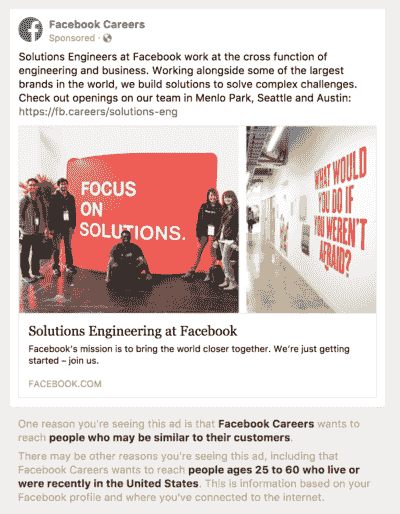 Facebook Careers
Sponsored ·
Solutions Engineers at Facebook work at the cross function of
engineering and business. Working alongside some of the largest
brands in the world, we build solutions to solve complex challenges.
Check out openings on our team in Menlo Park, Seattle and Austin:
https://fb.careers/solutions-eng
FOCUS
ON
SOLUTIONS.
WHAT WOULD
YOU DO IF
YOU WEREN'T
AFRAID?
Solutions Engineering at Facebook
Facebook's mission is to bring the world closer together. We're just getting
started – join us.
FACEBOOK.COM
One reason you're seeing this ad is that Facebook Careers wants to
reach people who may be similar to their customers.
There may be other reasons you're seeing this ad, including that
Facebook Careers wants to reach people ages 25 to 60 who live or
were recently in the United States. This is information based on your
Facebook profile and where you've connected to the internet.